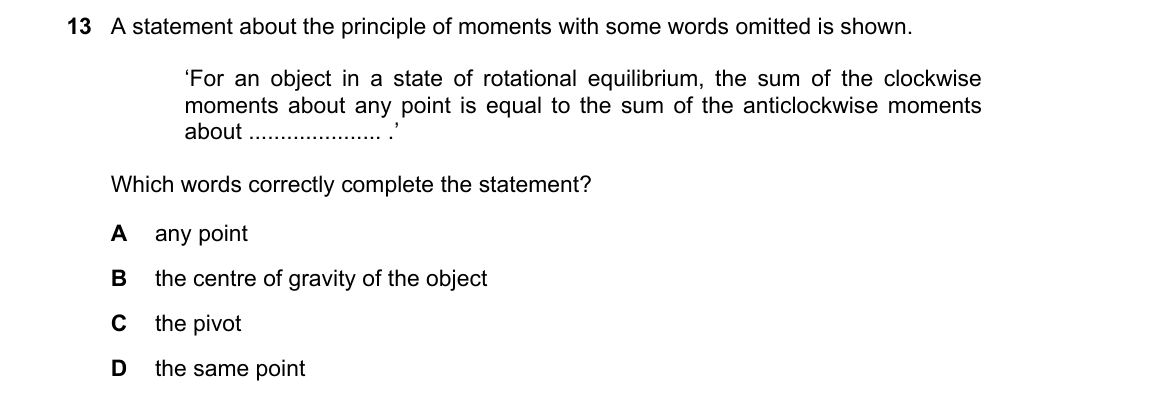 13 A statement about the principle of moments with some words omitted is shown.
‘For an object in a state of rotational equilibrium, the sum of the clockwise
moments about any point is equal to the sum of the anticlockwise moments
about ..................... .’
Which words correctly complete the statement?
A any point
B the centre of gravity of the object
C the pivot
D the same point